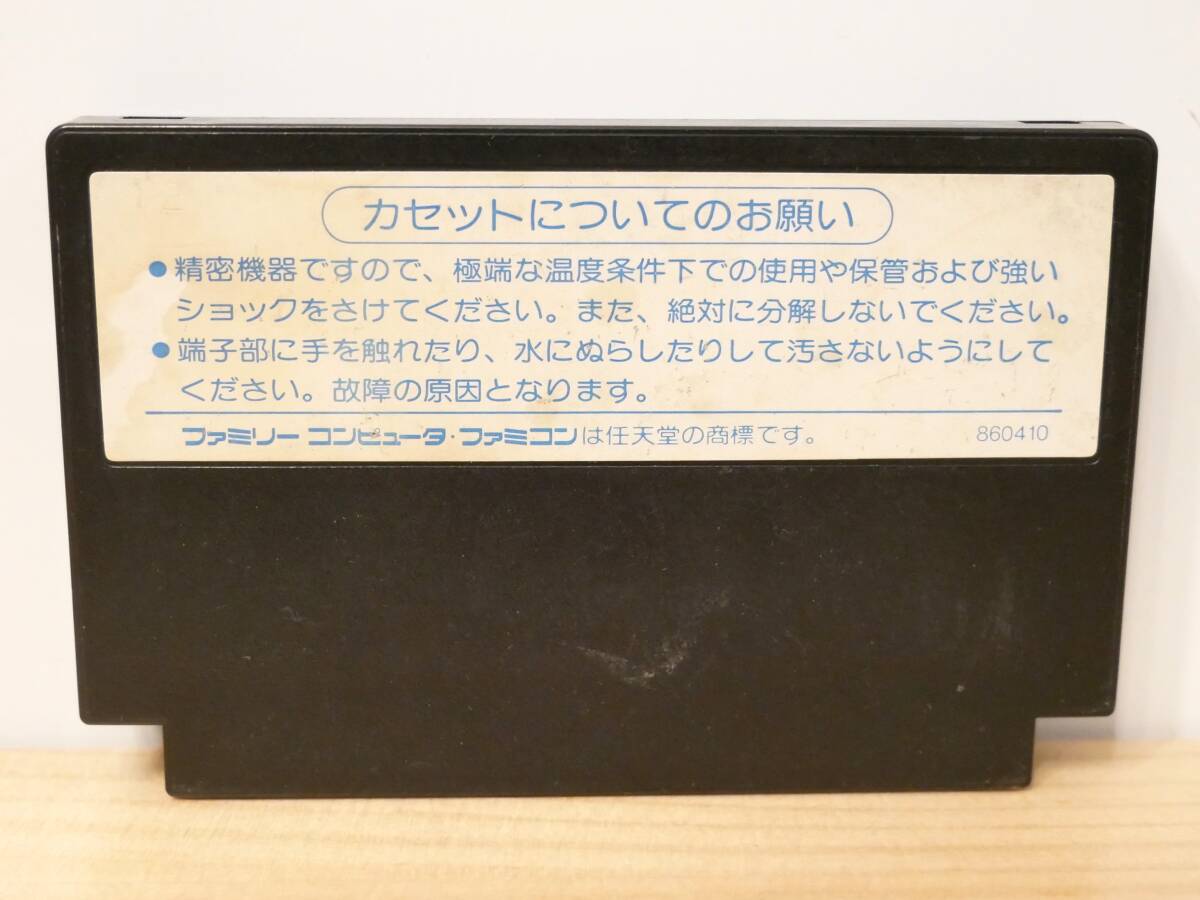 カセットについてのお願い
●精密機器ですので、極端な温度条件下での使用や保管および強い
ショックをさけてください。また、絶対に分解しないでください。
●端子部に手を触れたり、水にぬらしたりして汚さないようにして
ください。故障の原因となります。
ファミリー コンピュータ・ファミコンは任天堂の商標です。 860410